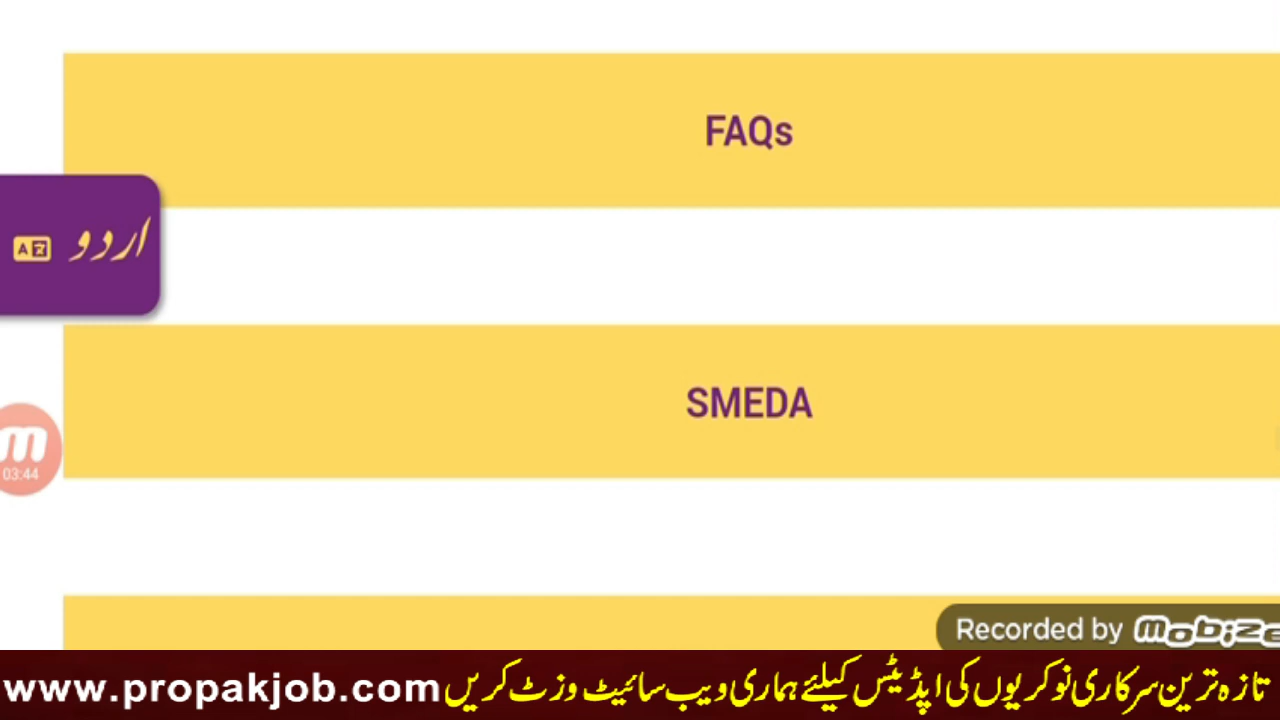 FAQs
اردو
SMEDA
m
03:44
Recorded by Mobize
www.propakjob.com تازہ ترین سرکاری نوکریوں کی اپڈیٹس کیلئے ہماری ویب سائیٹ وزٹ کریں